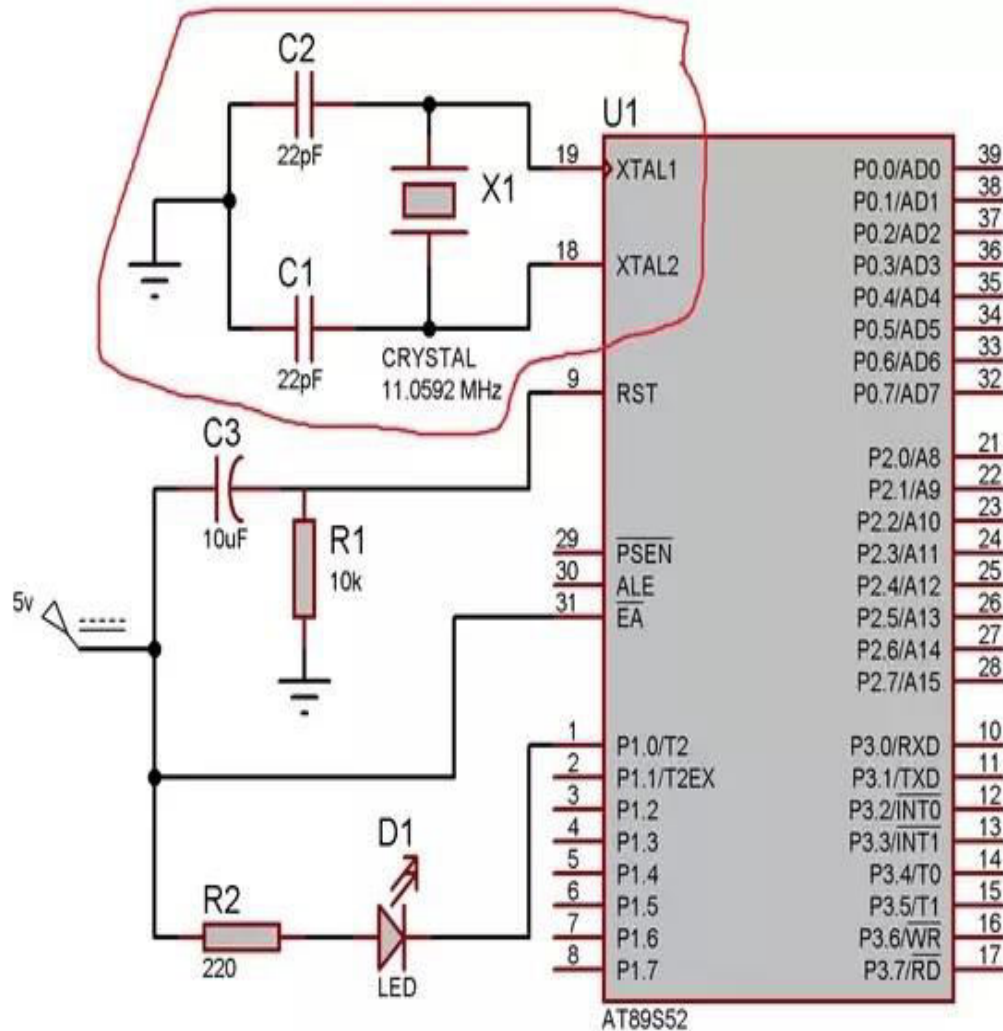 C2
22pF
X1
C1
22pF
CRYSTAL
11.0592 MHz
C3
10uF
R1
10k
5v
R2
220
D1
LED
U1
19 XTAL1
18 XTAL2
9 RST
29 PSEN
30 ALE
31 EA
1 P1.0/T2
2 P1.1/T2EX
3 P1.2
4 P1.3
5 P1.4
6 P1.5
7 P1.6
8 P1.7
P0.0/AD0 39
P0.1/AD1 38
P0.2/AD2 37
P0.3/AD3 36
P0.4/AD4 35
P0.5/AD5 34
P0.6/AD6 33
P0.7/AD7 32
P2.0/A8 21
P2.1/A9 22
P2.2/A10 23
P2.3/A11 24
P2.4/A12 25
P2.5/A13 26
P2.6/A14 27
P2.7/A15 28
P3.0/RXD 10
P3.1/TXD 11
P3.2/INT0 12
P3.3/INT1 13
P3.4/T0 14
P3.5/T1 15
P3.6/WR 16
P3.7/RD 17
AT89S52